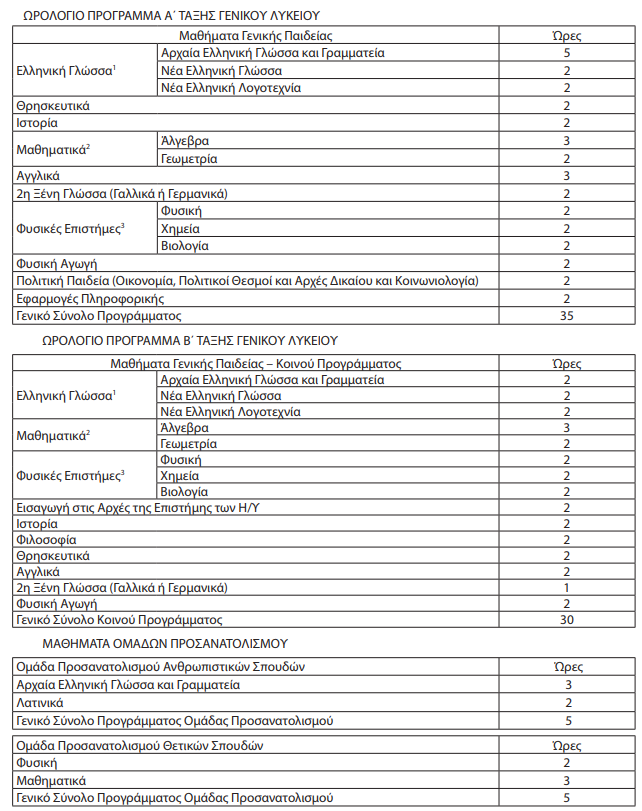 ΩΡΟΛΟΓΙΟ ΠΡΟΓΡΑΜΜΑ Α΄ ΤΑΞΗΣ ΓΕΝΙΚΟΥ ΛΥΚΕΙΟΥ
Μαθήματα Γενικής Παιδείας Ώρες
Ελληνική Γλώσσα¹ Αρχαία Ελληνική Γλώσσα και Γραμματεία 5
Νέα Ελληνική Γλώσσα 2
Νέα Ελληνική Λογοτεχνία 2
Θρησκευτικά 2
Ιστορία 2
Μαθηματικά² Άλγεβρα 3
Γεωμετρία 2
Αγγλικά 3
2η Ξένη Γλώσσα (Γαλλικά ή Γερμανικά) 2
Φυσικές Επιστήμες³ Φυσική 2
Χημεία 2
Βιολογία 2
Φυσική Αγωγή 2
Πολιτική Παιδεία (Οικονομία, Πολιτικοί Θεσμοί και Αρχές Δικαίου και Κοινωνιολογία) 2
Εφαρμογές Πληροφορικής 2
Γενικό Σύνολο Προγράμματος 35
ΩΡΟΛΟΓΙΟ ΠΡΟΓΡΑΜΜΑ Β΄ ΤΑΞΗΣ ΓΕΝΙΚΟΥ ΛΥΚΕΙΟΥ
Μαθήματα Γενικής Παιδείας – Κοινού Προγράμματος Ώρες
Ελληνική Γλώσσα¹ Αρχαία Ελληνική Γλώσσα και Γραμματεία 2
Νέα Ελληνική Γλώσσα 2
Νέα Ελληνική Λογοτεχνία 2
Μαθηματικά² Άλγεβρα 3
Γεωμετρία 2
Φυσικές Επιστήμες³ Φυσική 2
Χημεία 2
Βιολογία 2
Εισαγωγή στις Αρχές της Επιστήμης των Η/Υ 2
Ιστορία 2
Φιλοσοφία 2
Θρησκευτικά 2
Αγγλικά 2
2η Ξένη Γλώσσα (Γαλλικά ή Γερμανικά) 1
Φυσική Αγωγή 2
Γενικό Σύνολο Κοινού Προγράμματος 30
ΜΑΘΗΜΑΤΑ ΟΜΑΔΩΝ ΠΡΟΣΑΝΑΤΟΛΙΣΜΟΥ
Ομάδα Προσανατολισμού Ανθρωπιστικών Σπουδών Ώρες
Αρχαία Ελληνική Γλώσσα και Γραμματεία 3
Λατινικά 2
Γενικό Σύνολο Προγράμματος Ομάδας Προσανατολισμού 5
Ομάδα Προσανατολισμού Θετικών Σπουδών Ώρες
Φυσική 2
Μαθηματικά 3
Γενικό Σύνολο Προγράμματος Ομάδας Προσανατολισμού 5